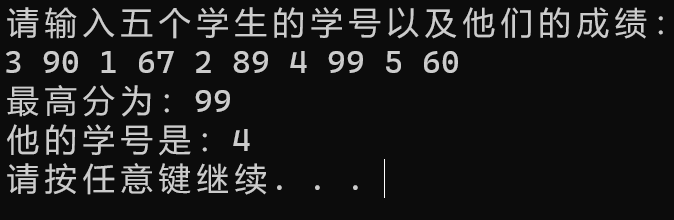 请输入五个学生的学号以及他们的成绩：
3 90 1 67 2 89 4 99 5 60
最高分为：99
他的学号是：4
请按任意键继续. . .